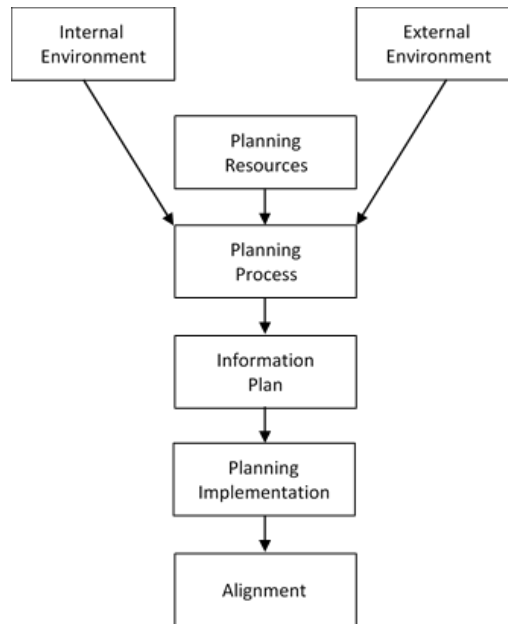 Internal
Environment
External
Environment
Planning
Resources
Planning
Process
Information
Plan
Planning
Implementation
Alignment